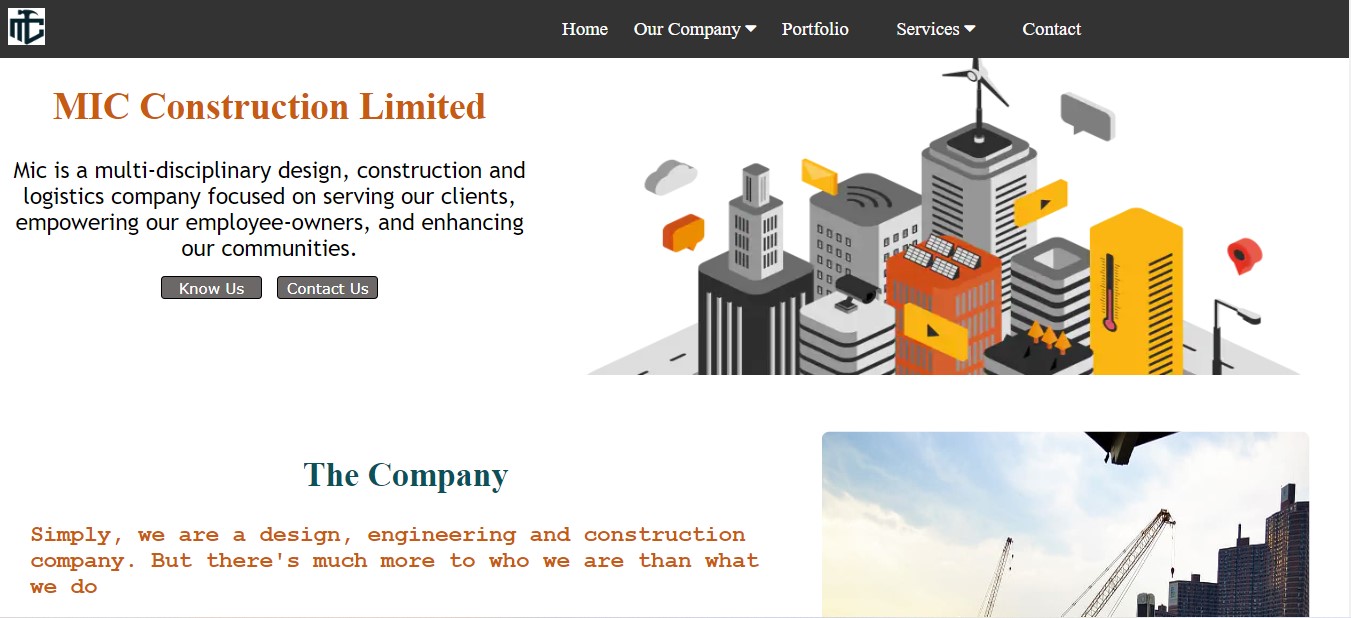 MTC
Home Our Company Portfolio Services Contact
MIC Construction Limited
Mic is a multi-disciplinary design, construction and
logistics company focused on serving our clients,
empowering our employee-owners, and enhancing
our communities.
Know Us Contact Us
The Company
Simply, we are a design, engineering and construction
company. But there's much more to who we are than what
we do